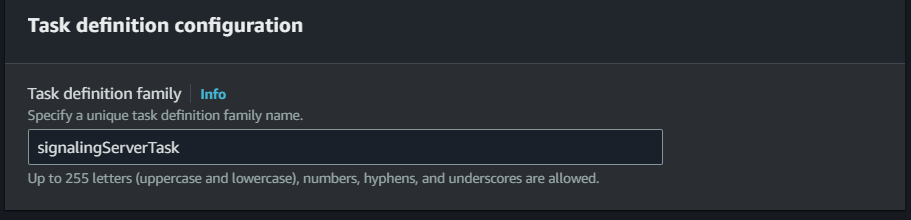 Task definition configuration
Task definition family Info
Specify a unique task definition family name.
signalingServerTask
Up to 255 letters (uppercase and lowercase), numbers, hyphens, and underscores are allowed.